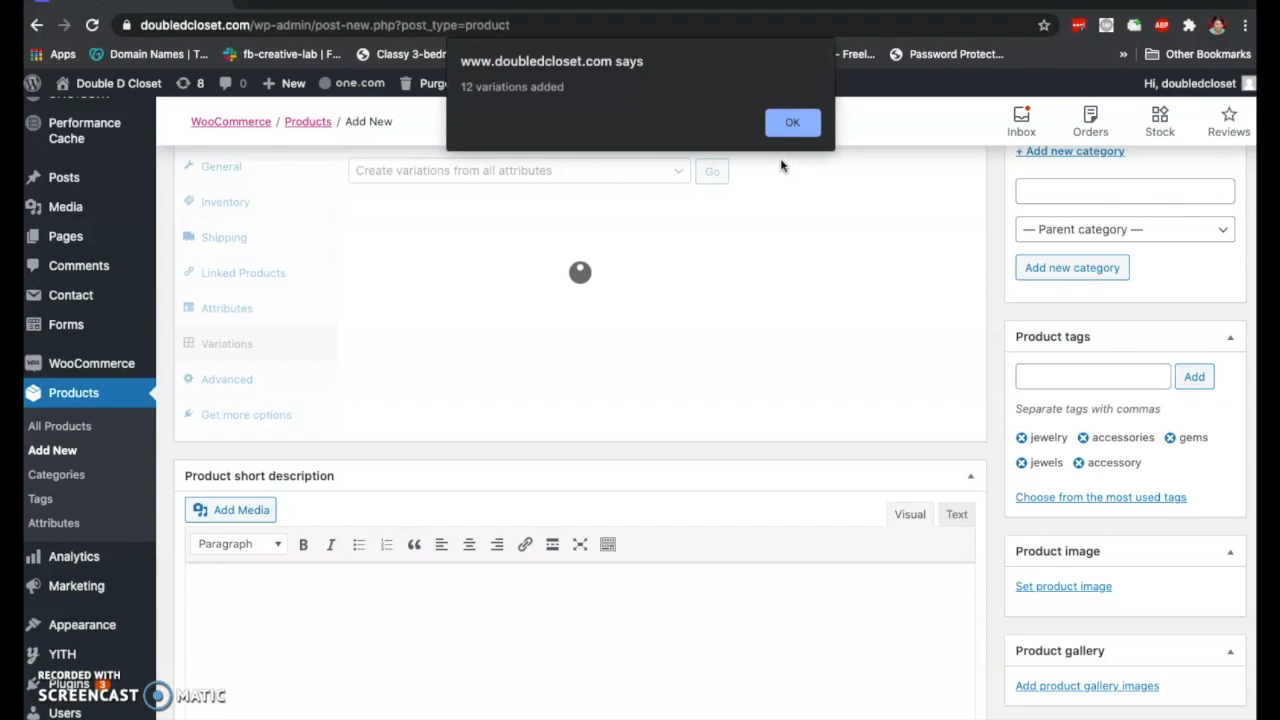 doubledcloset.com/wp-admin/post-new.php?post_type=product
ABP
Apps
Domain Names | T...
fb-creative-lab | F...
Classy 3-bedr
- Freel...
Password Protect...
»
Other Bookmarks
www.doubledcloset.com says
12 variations added
OK
Double D Closet
8
0
New
one.com
Purg
Hi, doubledcloset
WooCommerce / Products / Add New
Inbox
Orders
Stock
Reviews
Performance
Cache
Posts
Media
Pages
Comments
Contact
Forms
WooCommerce
Products
All Products
Add New
Categories
Tags
Attributes
Analytics
Marketing
Appearance
YITH
Plugins 3
Users
General
Inventory
Shipping
Linked Products
Attributes
Variations
Advanced
Get more options
Create variations from all attributes
Go
Product short description
Add Media
Visual
Text
Paragraph
B I
+ Add new category
— Parent category —
Add new category
Product tags
Add
Separate tags with commas
jewelry accessories gems
jewels accessory
Choose from the most used tags
Product image
Set product image
Product gallery
Add product gallery images
RECORDED WITH
SCREENCAST MATIC